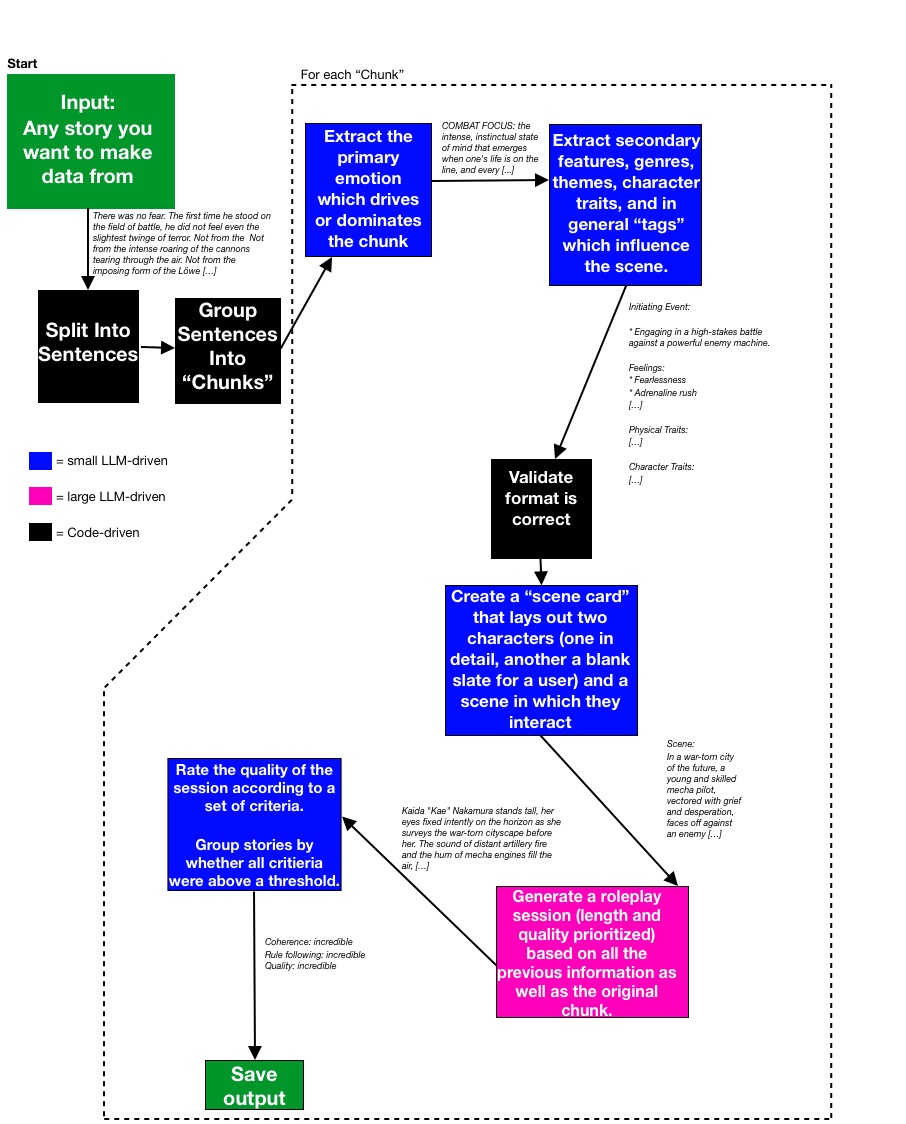 Start
Input:
Any story you
want to make
data from
There was no fear. The first time he stood on
the field of battle, he did not feel even the
slightest twinge of terror. Not from the  Not
from the intense roaring of the cannons
tearing through the air. Not from the
imposing form of the Löwe [...]
Split Into
Sentences
Group
Sentences
Into
“Chunks”
= small LLM-driven
= large LLM-driven
= Code-driven
For each “Chunk”
Extract the
primary
emotion
which drives
or dominates
the chunk
COMBAT FOCUS: the
intense, instinctual state
of mind that emerges
when one's life is on the
line, and every [...]
Extract secondary
features, genres,
themes, character
traits, and in
general “tags”
which influence
the scene.
Initiating Event:
* Engaging in a high-stakes battle
against a powerful enemy machine.
Feelings:
* Fearlessness
* Adrenaline rush
[...]
Physical Traits:
[...]
Character Traits:
[...]
Validate
format is
correct
Create a “scene card”
that lays out two
characters (one in
detail, another a blank
slate for a user) and a
scene in which they
interact
Scene:
In a war-torn city
of the future, a
young and skilled
mecha pilot,
vectored with grief
and desperation,
faces off against
an enemy [...]
Generate a roleplay
session (length and
quality prioritized)
based on all the
previous information as
well as the original
chunk.
Kaida "Kae" Nakamura stands tall, her
eyes fixed intently on the horizon as she
surveys the war-torn cityscape before
her. The sound of distant artillery fire
and the hum of mecha engines fill the
air, [...]
Rate the quality of the
session according to a
set of criteria.
Group stories by
whether all critieria
were above a threshold.
Coherence: incredible
Rule following: incredible
Quality: incredible
Save
output